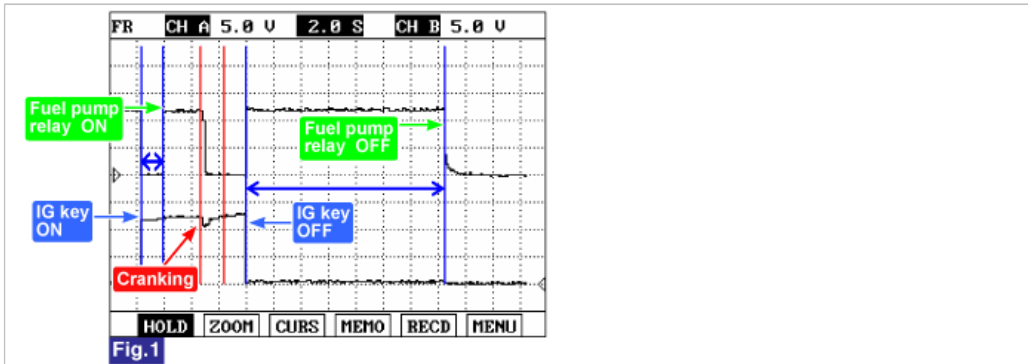 FR CH A 5.0 V 2.0 S CH B 5.0 V
Fuel pump
relay ON
Fuel pump
relay OFF
IG key
ON
IG key
OFF
Cranking
HOLD ZOOM CURS MEMO RECD MENU
Fig.1